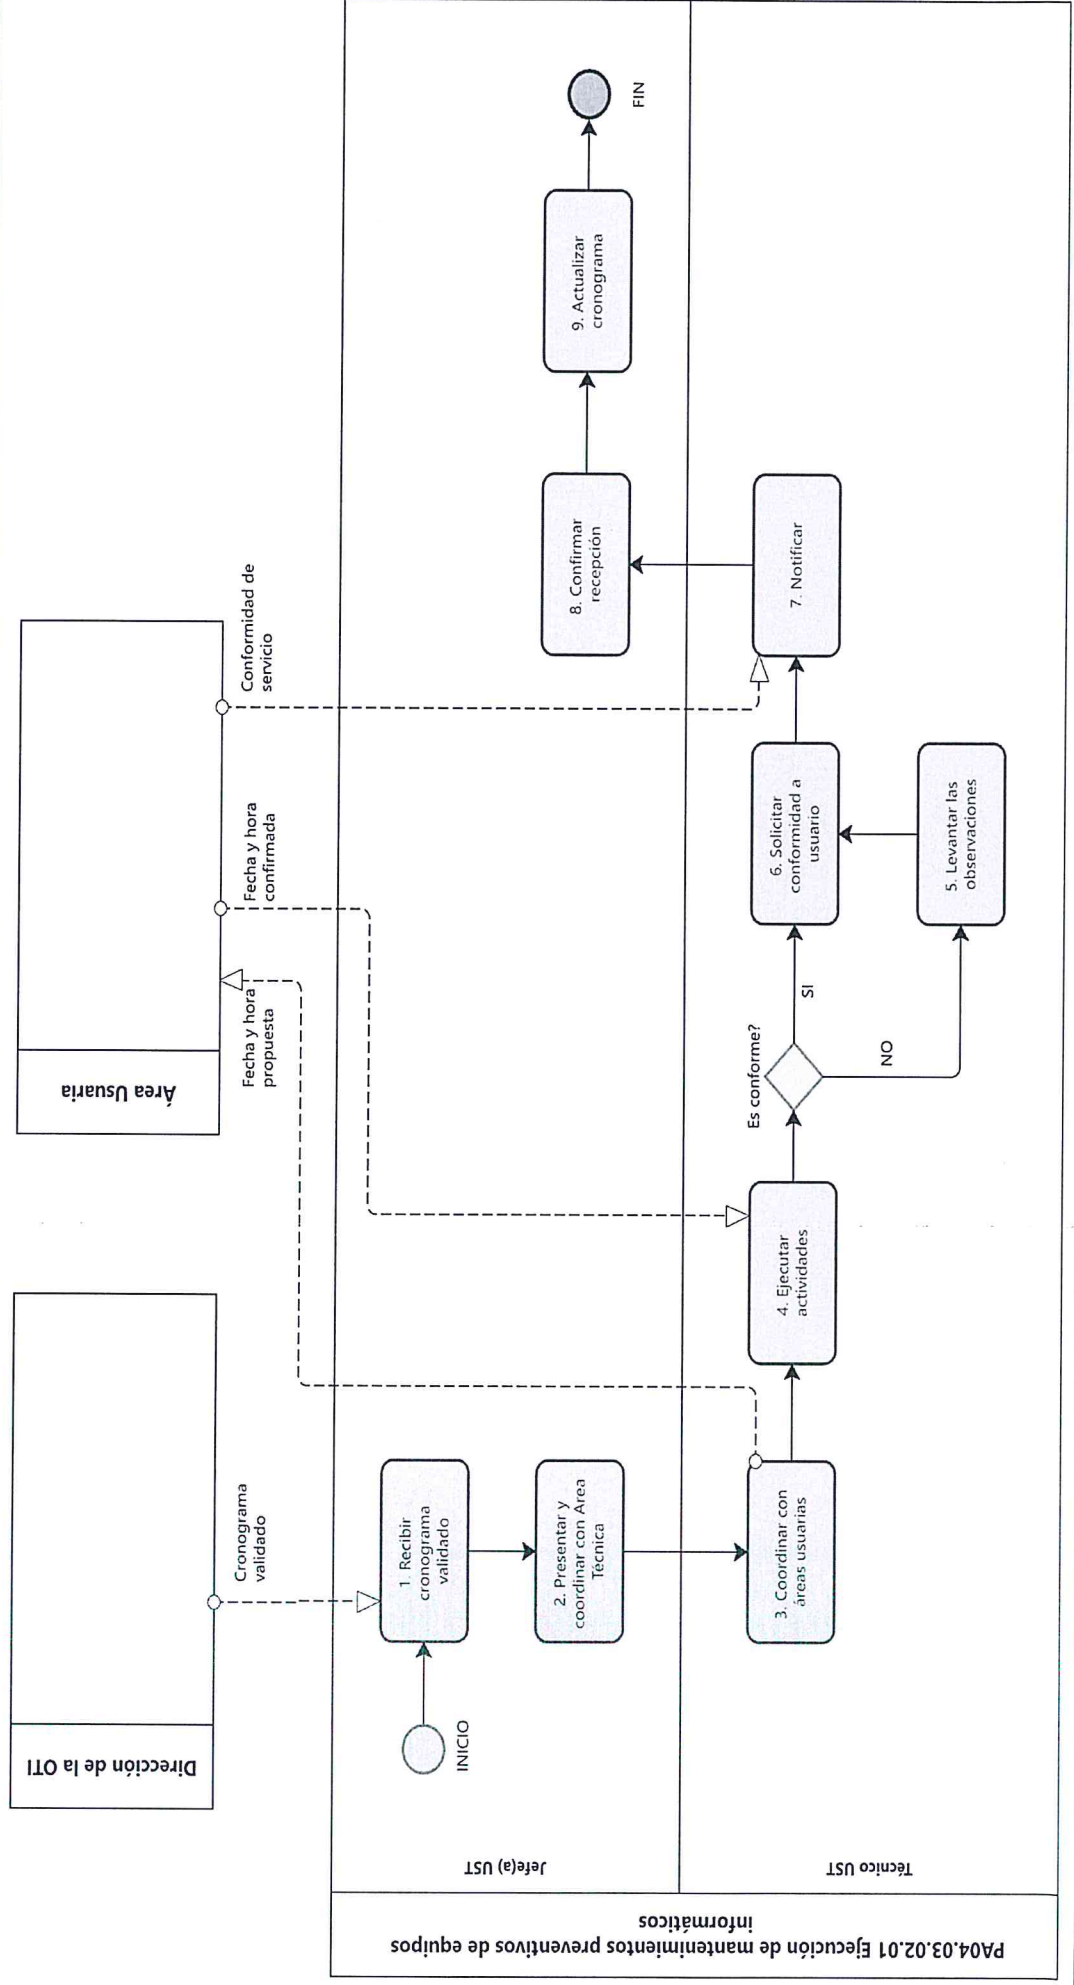 Dirección de la OTI
Área Usuaria
Cronograma
validado
Fecha y hora
propuesta
Fecha y hora
confirmada
Conformidad de
servicio
PA04.03.02.01 Ejecución de mantenimientos preventivos de equipos
informáticos
Jefe(a) UST
INICIO
1. Recibir
cronograma
validado
2. Presentar y
coordinar con Area
Técnica
8. Confirmar
recepción
9. Actualizar
cronograma
FIN
Técnico UST
3. Coordinar con
áreas usuarias
4. Ejecutar
actividades
Es conforme?
SI
NO
5. Levantar las
observaciones
6. Solicitar
conformidad a
usuario
7. Notificar